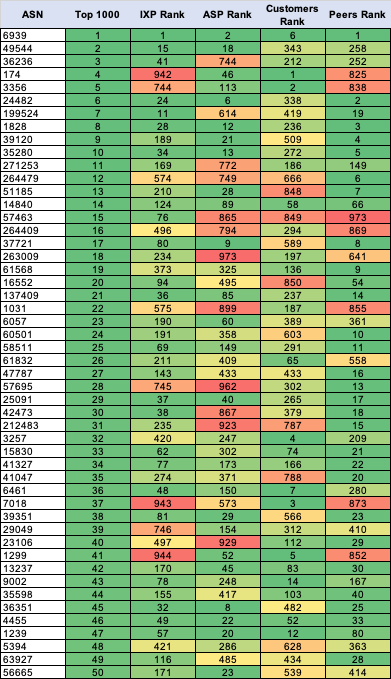 ASN Top 1000 IXP Rank ASP Rank Customers Rank Peers Rank
6939 1 1 2 6 1
49544 2 15 18 343 258
36236 3 41 744 212 252
174 4 942 46 1 825
3356 5 744 113 2 838
24482 6 24 6 338 2
199524 7 11 614 419 19
1828 8 28 12 236 3
39120 9 189 21 509 4
35280 10 34 13 272 5
271253 11 169 772 186 149
264479 12 574 749 666 6
51185 13 210 28 848 7
14840 14 124 89 58 66
57463 15 76 865 849 973
264409 16 496 794 294 869
37721 17 80 9 589 8
263009 18 234 973 197 641
61568 19 373 325 136 9
16552 20 94 495 850 54
137409 21 36 85 237 14
1031 22 575 899 187 855
6057 23 190 60 389 361
60501 24 191 358 603 10
58511 25 69 149 291 11
61832 26 211 409 65 558
47787 27 143 433 433 16
57695 28 745 962 302 13
25091 29 37 40 265 17
42473 30 38 867 379 18
212483 31 235 923 787 15
3257 32 420 247 4 209
15830 33 62 302 74 21
41327 34 77 173 166 22
41047 35 274 371 788 20
6461 36 48 150 7 280
7018 37 943 573 3 873
39351 38 81 29 566 23
29049 39 746 154 312 410
23106 40 497 929 112 29
1299 41 944 52 5 852
13237 42 170 45 83 30
9002 43 78 248 14 167
35598 44 155 417 103 40
36351 45 32 8 482 25
4455 46 49 22 52 33
1239 47 57 20 12 80
5394 48 421 286 628 363
63927 49 116 485 434 28
56665 50 171 23 539 414